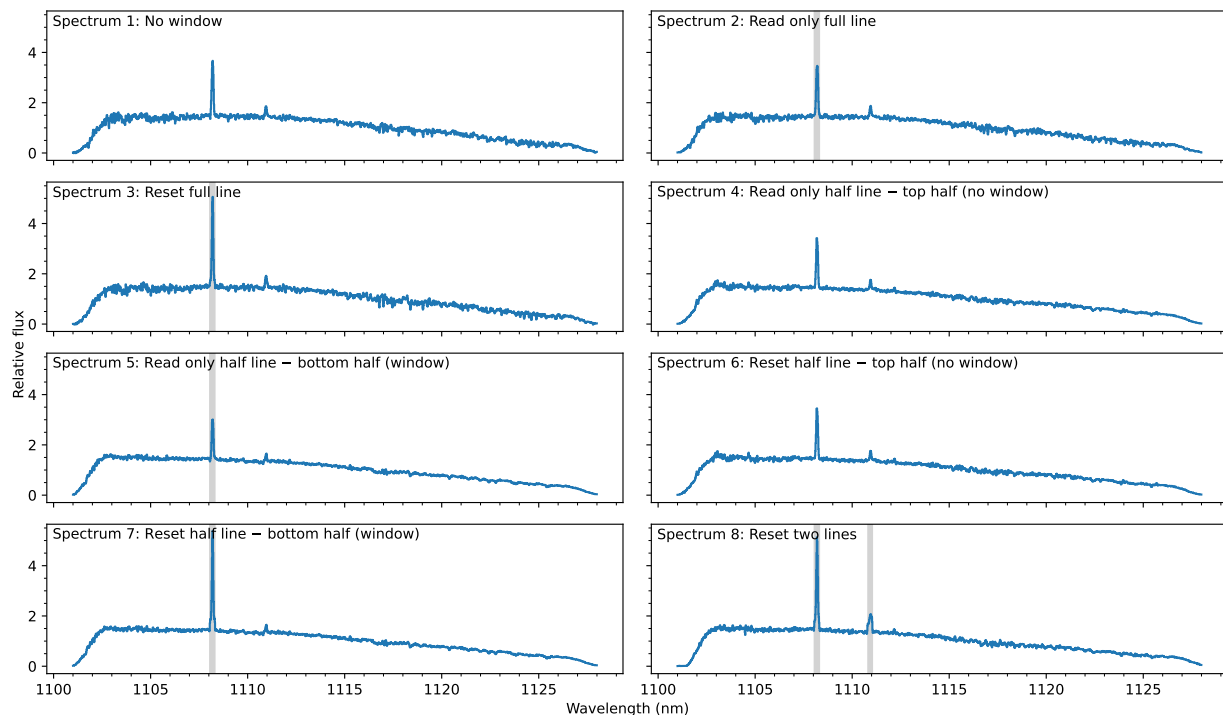 Spectrum 1: No window
Spectrum 2: Read only full line
4
2
0
Spectrum 3: Reset full line
Spectrum 4: Read only half line − top half (no window)
4
2
0
Spectrum 5: Read only half line − bottom half (window)
Spectrum 6: Reset half line − top half (no window)
4
2
0
Relative flux
Spectrum 7: Reset half line − bottom half (window)
Spectrum 8: Reset two lines
4
2
0
1100 1105 1110 1115 1120 1125
1100 1105 1110 1115 1120 1125
Wavelength (nm)